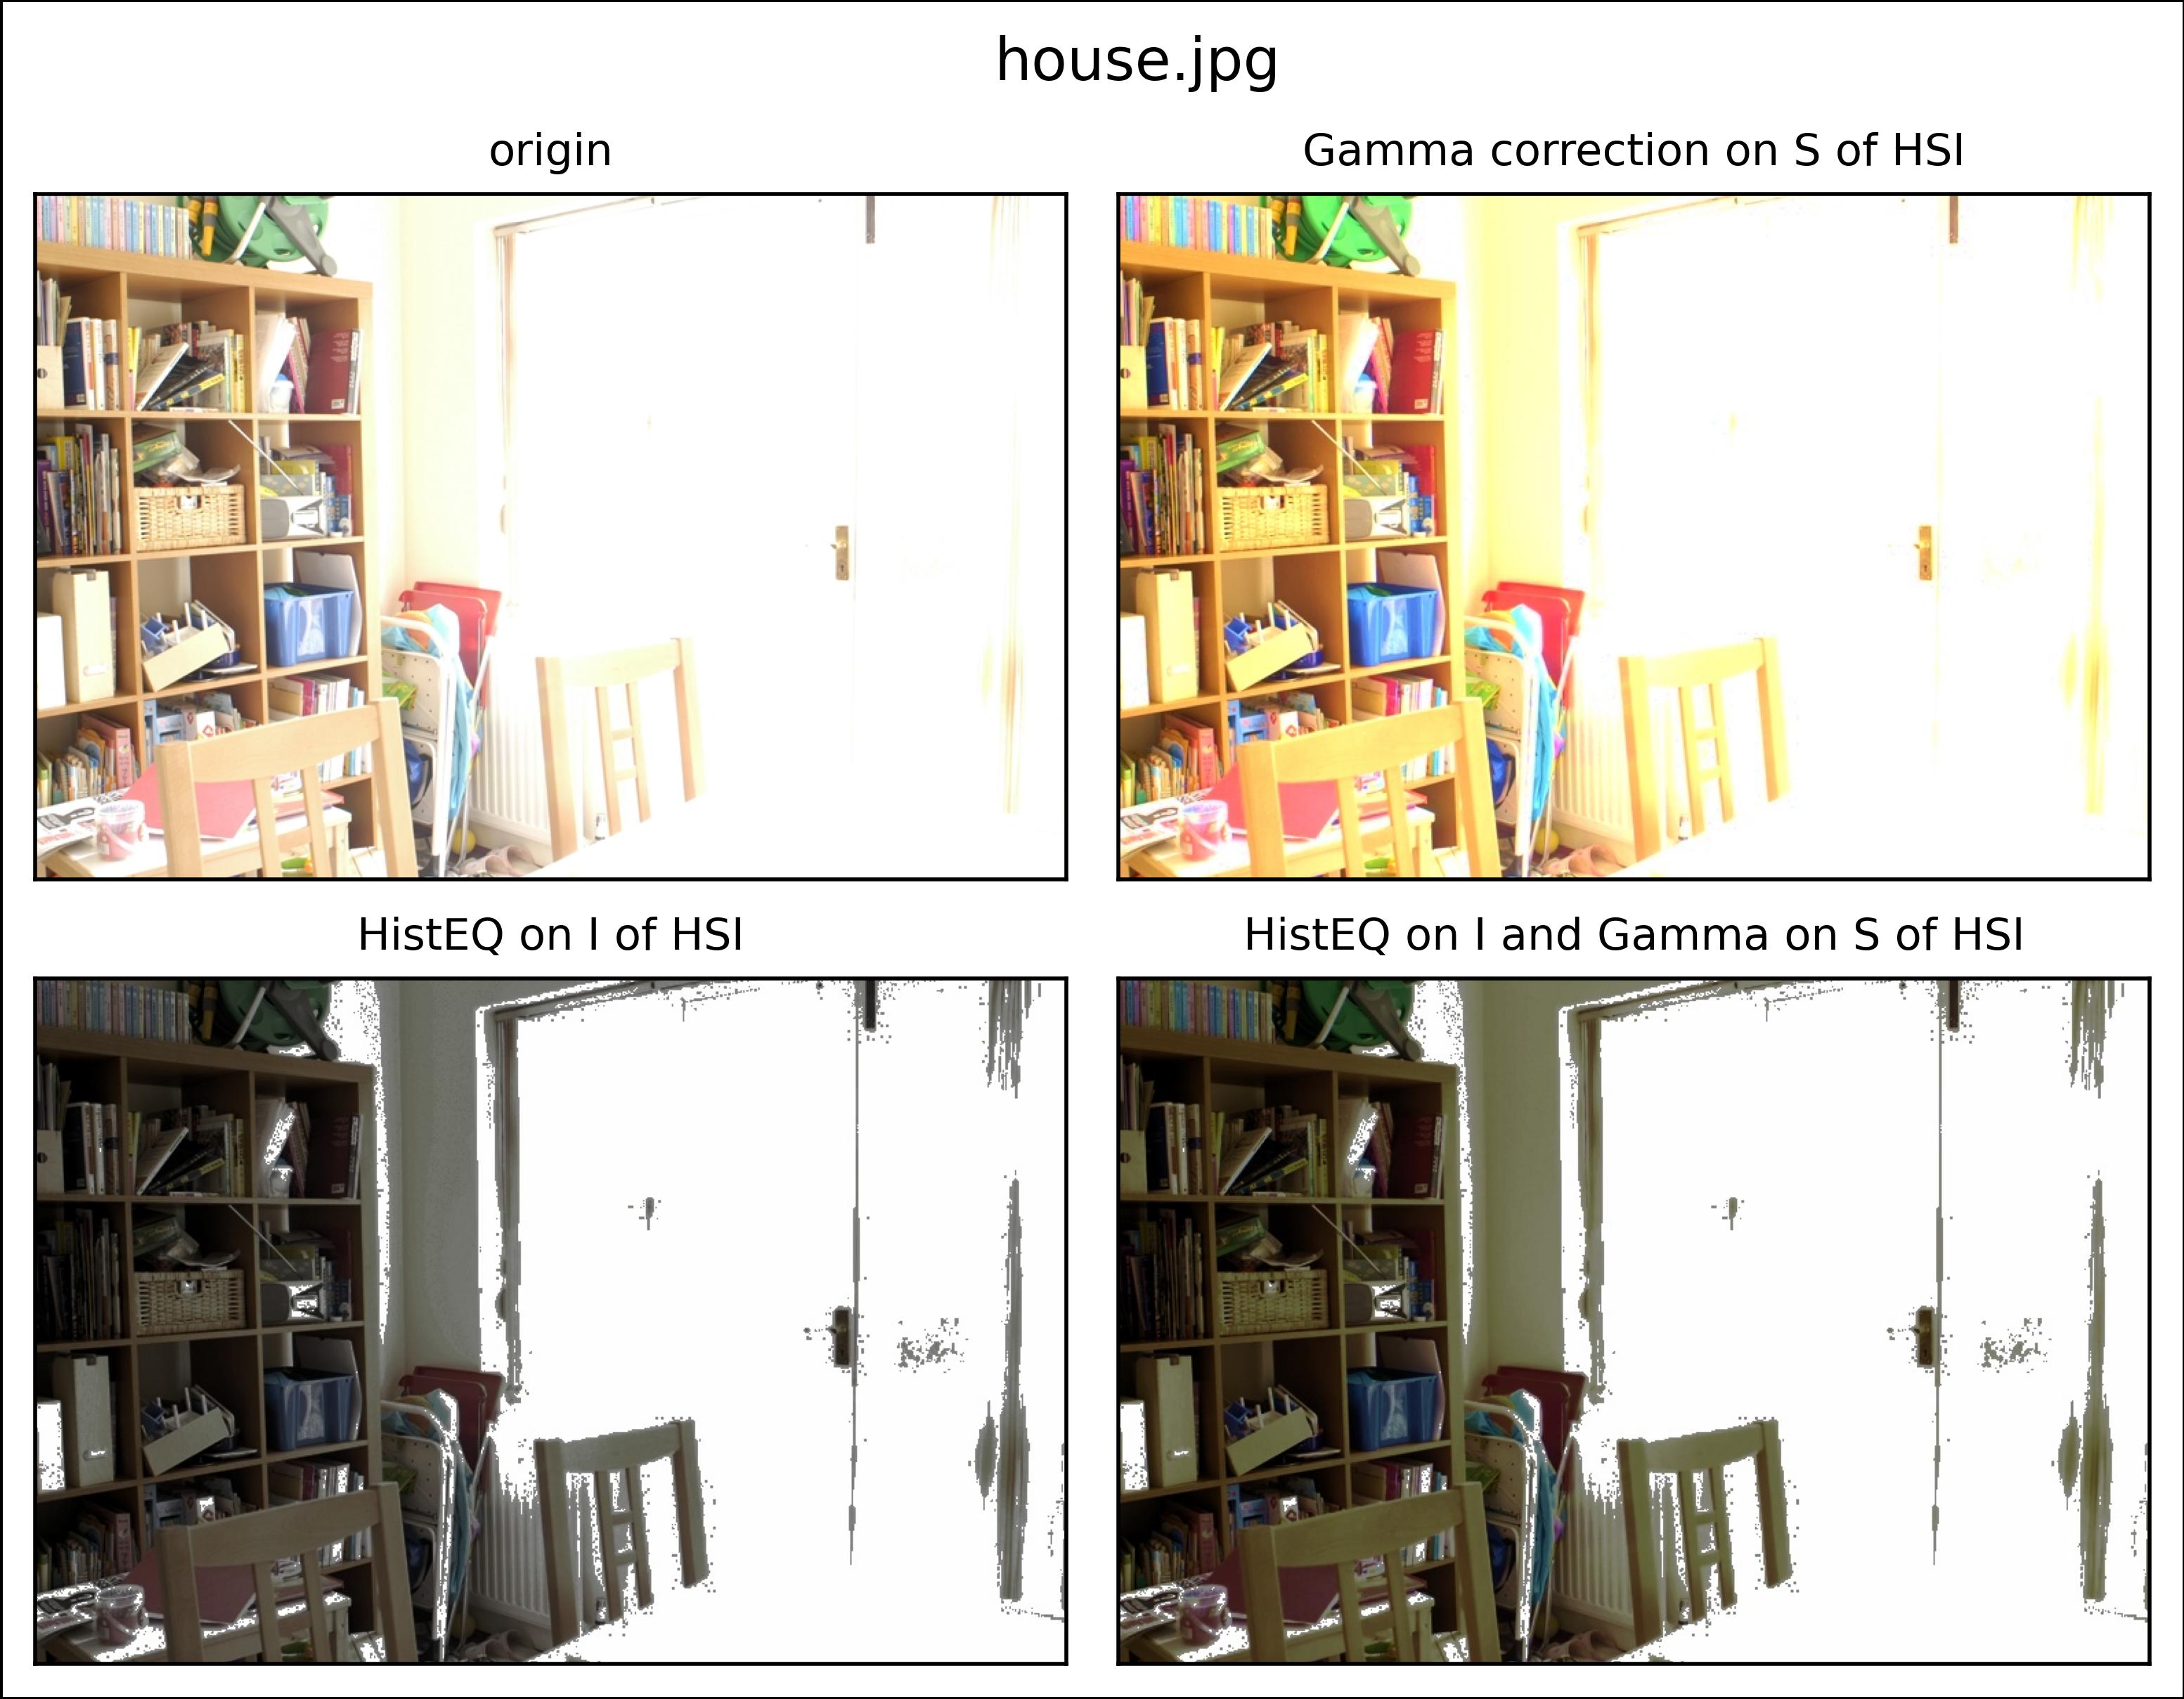 house.jpg
origin
Gamma correction on S of HSI
HistEQ on I of HSI
HistEQ on I and Gamma on S of HSI